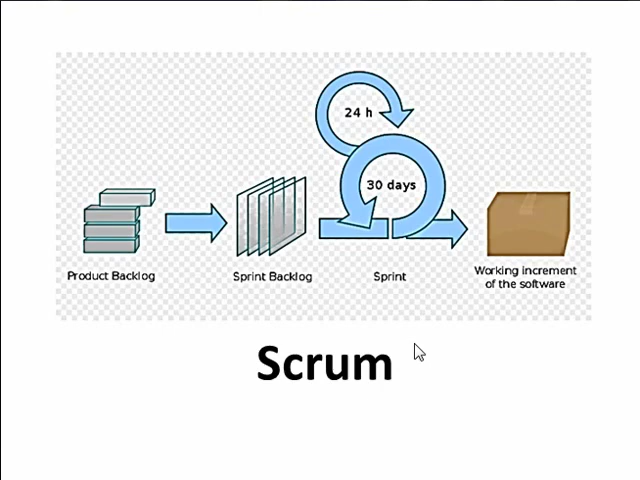 24 h
30 days
Product Backlog
Sprint Backlog
Sprint
Working increment
of the software
Scrum